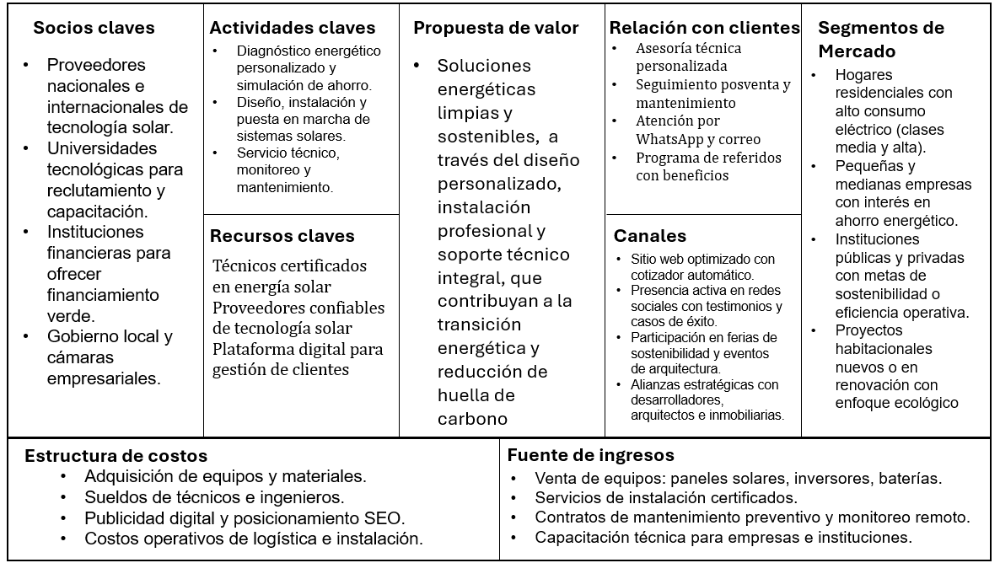 Socios claves
• Proveedores
nacionales e
internacionales de
tecnología solar.
• Universidades
tecnológicas para
reclutamiento y
capacitación.
• Instituciones
financieras para
ofrecer
financiamiento
verde.
• Gobierno local y
cámaras
empresariales.
Actividades claves
• Diagnóstico energético
personalizado y
simulación de ahorro.
• Diseño, instalación y
puesta en marcha de
sistemas solares.
• Servicio técnico,
monitoreo y
mantenimiento.
Recursos claves
Técnicos certificados
en energía solar
Proveedores confiables
de tecnología solar
Plataforma digital para
gestión de clientes
Propuesta de valor
• Soluciones
energéticas
limpias y
sostenibles, a
través del diseño
personalizado,
instalación
profesional y
soporte técnico
integral, que
contribuyan a la
transición
energética y
reducción de
huella de
carbono
Relación con clientes
• Asesoría técnica
personalizada
• Seguimiento posventa y
mantenimiento
• Atención por
WhatsApp y correo
• Programa de referidos
con beneficios
Canales
• Sitio web optimizado con
cotizador automático.
• Presencia activa en redes
sociales con testimonios y
casos de éxito.
• Participación en ferias de
sostenibilidad y eventos
de arquitectura.
• Alianzas estratégicas con
desarrolladores,
arquitectos e inmobiliarias.
Segmentos de
Mercado
• Hogares
residenciales con
alto consumo
eléctrico (clases
media y alta).
• Pequeñas y
medianas empresas
con interés en
ahorro energético.
• Instituciones
públicas y privadas
con metas de
sostenibilidad o
eficiencia operativa.
• Proyectos
habitacionales
nuevos o en
renovación con
enfoque ecológico
Estructura de costos
• Adquisición de equipos y materiales.
• Sueldos de técnicos e ingenieros.
• Publicidad digital y posicionamiento SEO.
• Costos operativos de logística e instalación.
Fuente de ingresos
• Venta de equipos: paneles solares, inversores, baterías.
• Servicios de instalación certificados.
• Contratos de mantenimiento preventivo y monitoreo remoto.
• Capacitación técnica para empresas e instituciones.